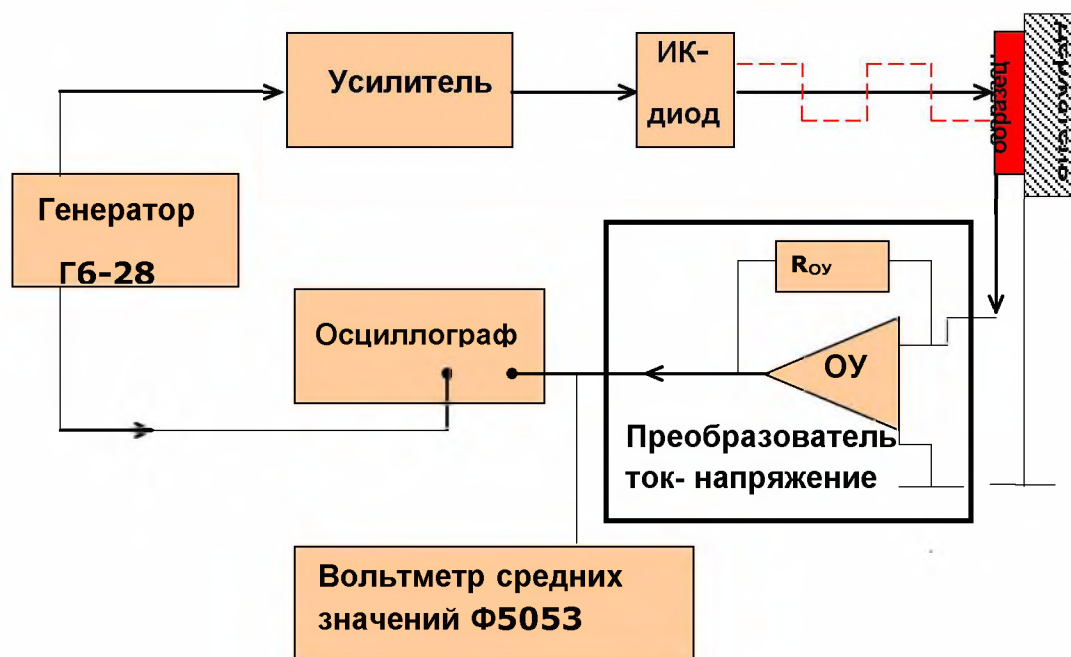 Усилитель
ИК-
диод
образец
Генератор
Г6-28
RОУ
Осциллограф
ОУ
Преобразователь
ток- напряжение
Вольтметр средних
значений Ф5053